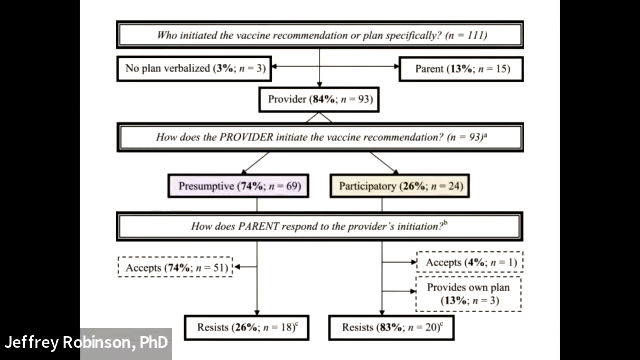 Who initiated the vaccine recommendation or plan specifically? (n = 111)
No plan verbalized (3%; n = 3)
Parent (13%; n = 15)
Provider (84%; n = 93)
How does the PROVIDER initiate the vaccine recommendation? (n = 93)ᵃ
Presumptive (74%; n = 69)
Participatory (26%; n = 24)
How does PARENT respond to the provider's initiation?ᵇ
Accepts (74%; n = 51)
Accepts (4%; n = 1)
Provides own plan
(13%; n = 3)
Resists (26%; n = 18)ᶜ
Resists (83%; n = 20)ᶜ
Jeffrey Robinson, PhD